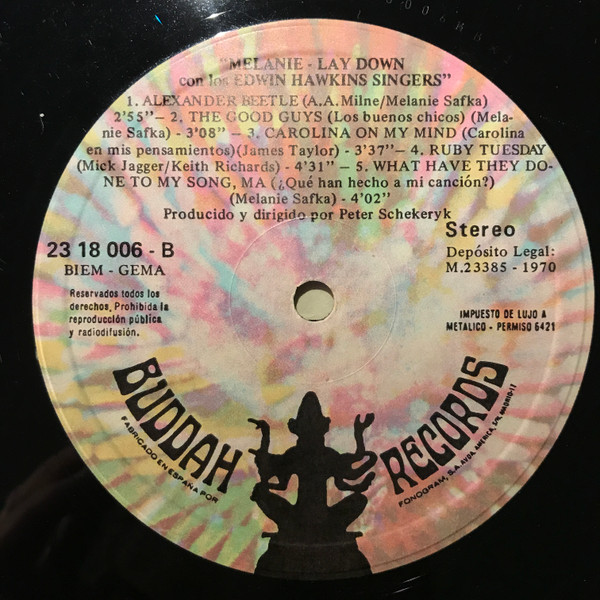 "MELANIE - LAY DOWN
con los EDWIN HAWKINS SINGERS"
1. ALEXANDER BEETLE (A.A. Milne/Melanie Safka)
2'55"— 2. THE GOOD GUYS (Los buenos chicos) (Mela-
nie Safka) - 3'08" — 3. CAROLINA ON MY MIND (Carolina
en mis pensamientos)(James Taylor) - 3'37"— 4. RUBY TUESDAY
(Mick Jagger/Keith Richards) - 4'31" — 5. WHAT HAVE THEY DO-
NE TO MY SONG, MA (¿Qué han hecho a mi canción?)
(Melanie Safka) - 4'02"
Producido y dirigido por Peter Schekeryk
23 18 006 - B
BIEM - GEMA
Stereo
Depósito Legal:
M.23385 - 1970
Reservados todos los
derechos. Prohibida la
reproducción pública
y radiodifusión.
IMPUESTO DE LUJO A
METALICO - PERMISO 6421
BUDDAH RECORDS
FABRICADO EN ESPAÑA POR
FONOGRAM, S.A. AVDA. AMERICA, S/N. MADRID-17